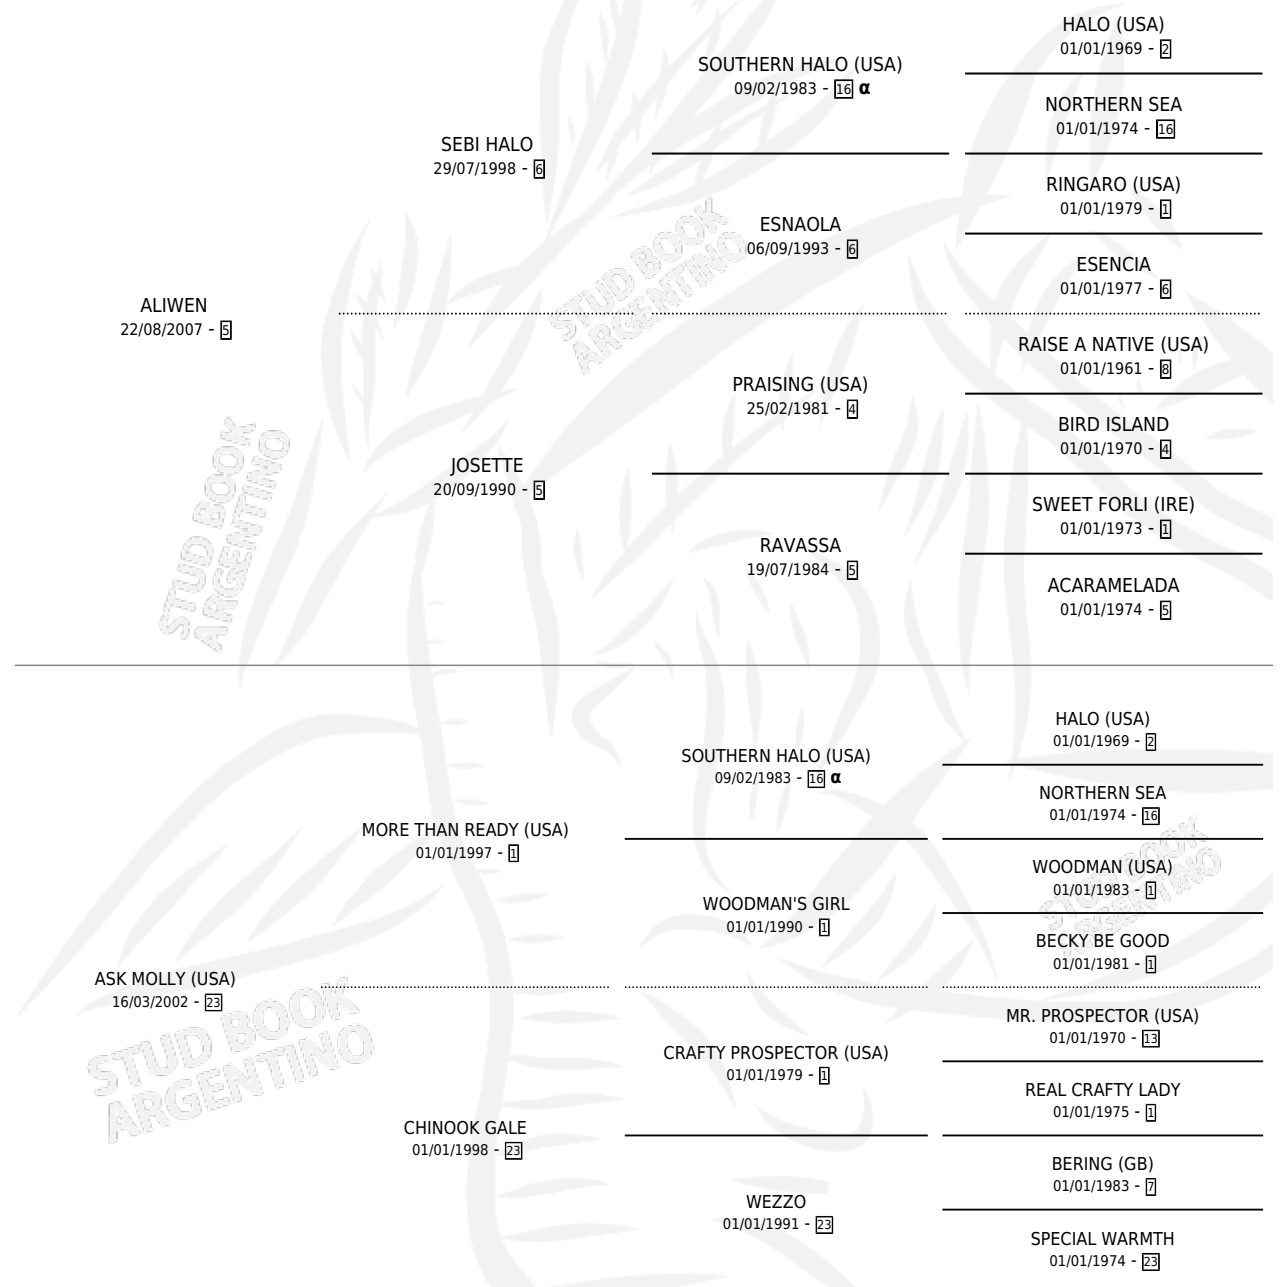 HALO (USA)
01/01/1969 - 2
SOUTHERN HALO (USA)
09/02/1983 - 16 α
NORTHERN SEA
01/01/1974 - 16
SEBI HALO
29/07/1998 - 6
RINGARO (USA)
01/01/1979 - 1
ESNAOLA
06/09/1993 - 6
ESENCIA
01/01/1977 - 6
ALIWEN
22/08/2007 - 5
STUD BOOK
ARGENTINO
RAISE A NATIVE (USA)
01/01/1961 - 8
PRAISING (USA)
25/02/1981 - 4
BIRD ISLAND
01/01/1970 - 4
JOSETTE
20/09/1990 - 5
SWEET FORLI (IRE)
01/01/1973 - 1
RAVASSA
19/07/1984 - 5
ACARAMELADA
01/01/1974 - 5
STUD BOOK
ARGENTINO
HALO (USA)
01/01/1969 - 2
SOUTHERN HALO (USA)
09/02/1983 - 16 α
NORTHERN SEA
01/01/1974 - 16
MORE THAN READY (USA)
01/01/1997 - 1
WOODMAN (USA)
01/01/1983 - 1
WOODMAN'S GIRL
01/01/1990 - 1
BECKY BE GOOD
01/01/1981 - 1
STUD BOOK
ARGENTINO
ASK MOLLY (USA)
16/03/2002 - 23
STUD BOOK
ARGENTINO
MR. PROSPECTOR (USA)
01/01/1970 - 13
CRAFTY PROSPECTOR (USA)
01/01/1979 - 1
REAL CRAFTY LADY
01/01/1975 - 1
CHINOOK GALE
01/01/1998 - 23
BERING (GB)
01/01/1983 - 7
WEZZO
01/01/1991 - 23
SPECIAL WARMTH
01/01/1974 - 23